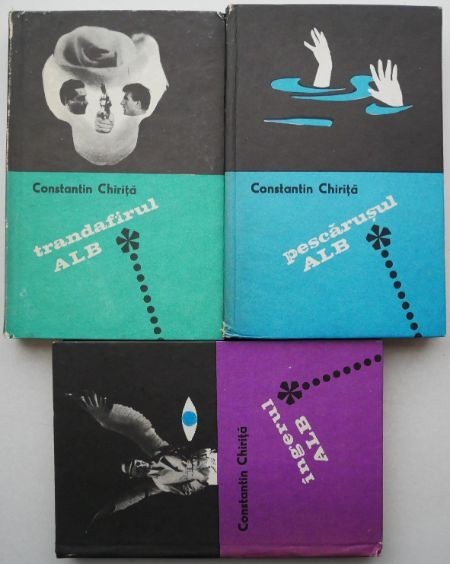 Constantin Chiriță
trandafirul
ALB
Constantin Chiriță
pescărușul
ALB
Constantin Chiriță
îngerul
ALB